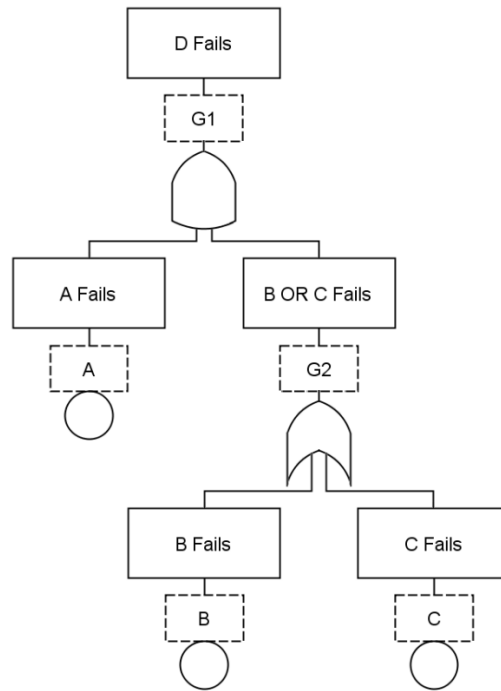 D Fails
G1
A Fails
B OR C Fails
A
G2
B Fails
C Fails
B
C